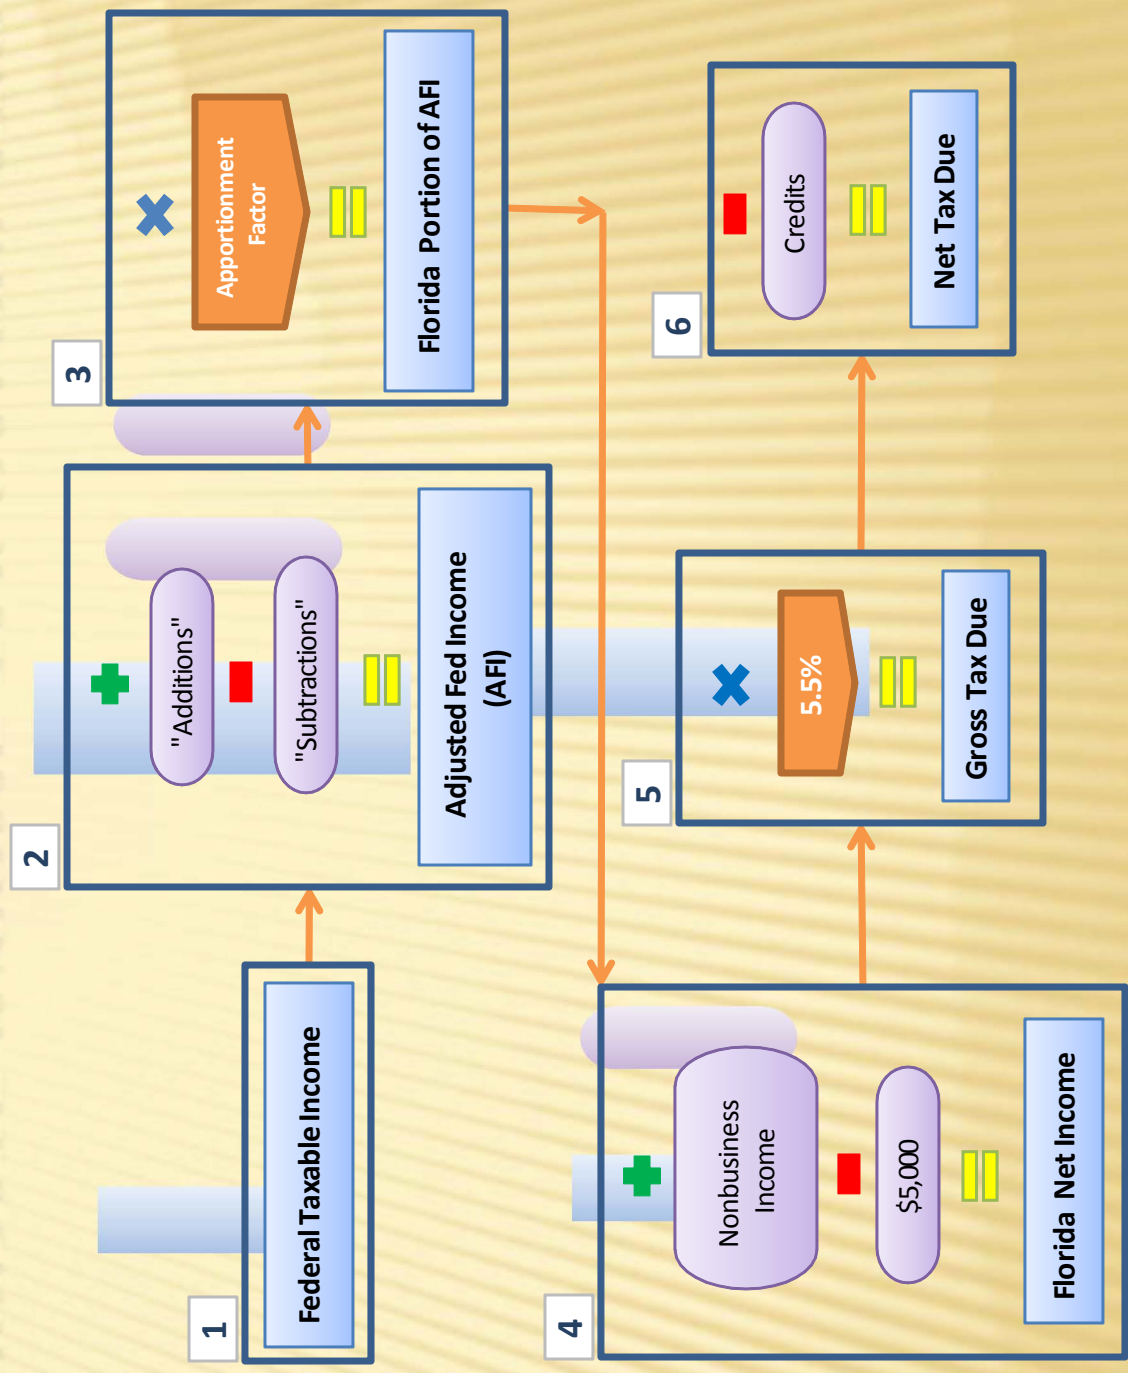 1
Federal Taxable Income
2
"Additions"
"Subtractions"
Adjusted Fed Income
(AFI)
3
Apportionment
Factor
Florida Portion of AFI
4
Nonbusiness
Income
$5,000
Florida Net Income
5
5.5%
Gross Tax Due
6
Credits
Net Tax Due